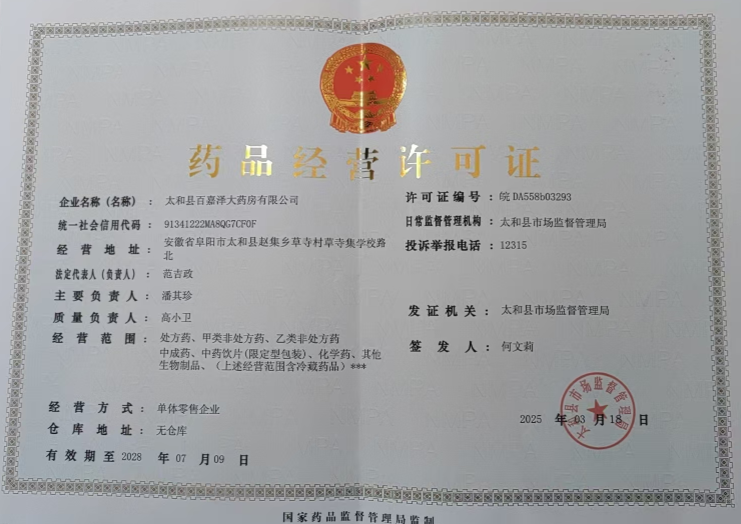 药品经营许可证
企业名称（名称）： 太和县百嘉泽大药房有限公司
统一社会信用代码： 91341222MA8QG7CF0F
经营地址： 安徽省阜阳市太和县赵集乡草寺村草寺集学校路
北
法定代表人（负责人）： 范吉政
主要负责人： 潘其珍
质量负责人： 高小卫
经营范围： 处方药、甲类非处方药、乙类非处方药
中成药、中药饮片(限定型包装)、化学药、其他
生物制品、（上述经营范围含冷藏药品）***
经营方式： 单体零售企业
仓库地址： 无仓库
有效期至 2028 年 07 月 09 日
许可证编号： 皖DA558b03293
日常监督管理机构： 太和县市场监督管理局
投诉举报电话： 12315
发证机关： 太和县市场监督管理局
签发人： 何文莉
太和县市场监督管理局
2025 年 03 月 18 日
国家药品监督管理局监制